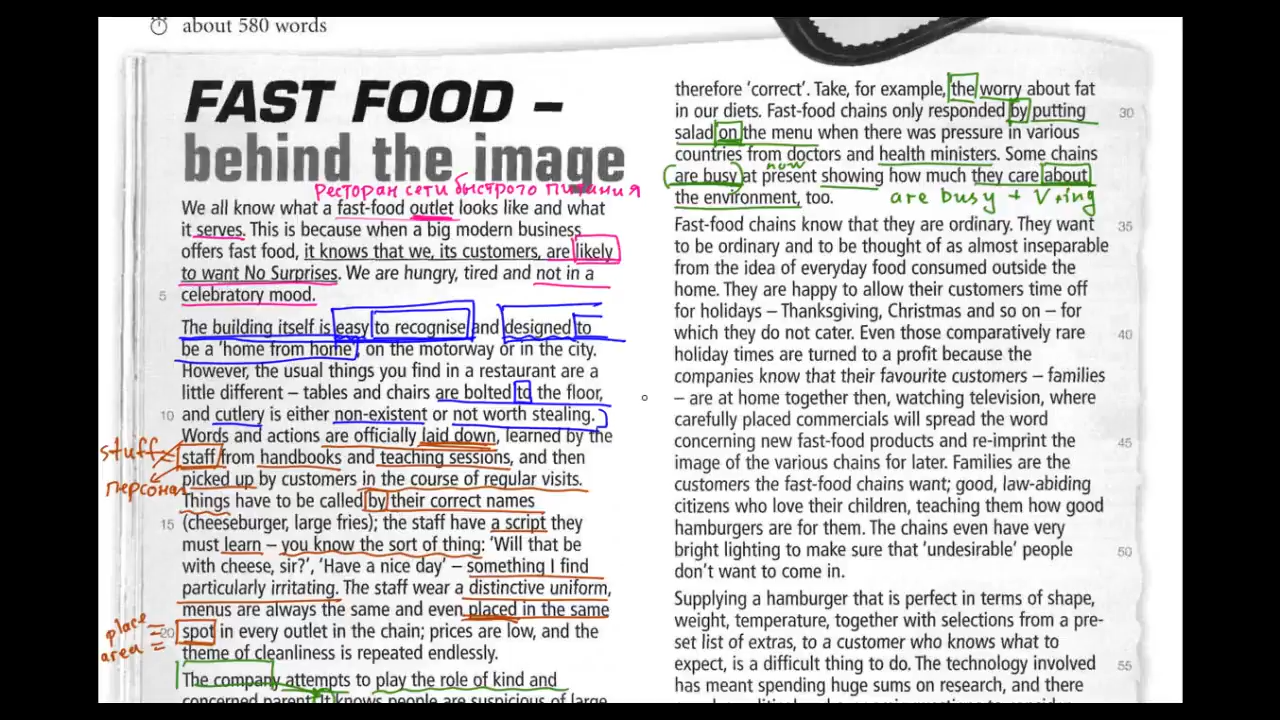 about 580 words
FAST FOOD –
behind the image
ресторан сети быстрого питания
We all know what a fast-food outlet looks like and what
it serves. This is because when a big modern business
offers fast food, it knows that we, its customers, are likely
to want No Surprises. We are hungry, tired and not in a
5 celebratory mood.
The building itself is easy to recognise and designed to
be a 'home from home', on the motorway or in the city.
However, the usual things you find in a restaurant are a
little different – tables and chairs are bolted to the floor,
10 and cutlery is either non-existent or not worth stealing.
Words and actions are officially laid down, learned by the
stuff
staff from handbooks and teaching sessions, and then
персонал
picked up by customers in the course of regular visits.
Things have to be called by their correct names
15 (cheeseburger, large fries); the staff have a script they
must learn – you know the sort of thing: 'Will that be
with cheese, sir?', 'Have a nice day' – something I find
particularly irritating. The staff wear a distinctive uniform,
menus are always the same and even placed in the same
place =
area =
20 spot in every outlet in the chain; prices are low, and the
theme of cleanliness is repeated endlessly.
The company attempts to play the role of kind and
concerned parent. It knows people are suspicious of large
therefore 'correct'. Take, for example, the worry about fat
in our diets. Fast-food chains only responded by putting 30
salad on the menu when there was pressure in various
countries from doctors and health ministers. Some chains
now
are busy at present showing how much they care about
the environment, too.
are busy + V+ing
Fast-food chains know that they are ordinary. They want 35
to be ordinary and to be thought of as almost inseparable
from the idea of everyday food consumed outside the
home. They are happy to allow their customers time off
for holidays – Thanksgiving, Christmas and so on – for
which they do not cater. Even those comparatively rare 40
holiday times are turned to a profit because the
companies know that their favourite customers – families
– are at home together then, watching television, where
carefully placed commercials will spread the word
concerning new fast-food products and re-imprint the 45
image of the various chains for later. Families are the
customers the fast-food chains want; good, law-abiding
citizens who love their children, teaching them how good
hamburgers are for them. The chains even have very
bright lighting to make sure that 'undesirable' people 50
don't want to come in.
Supplying a hamburger that is perfect in terms of shape,
weight, temperature, together with selections from a pre-
set list of extras, to a customer who knows what to
expect, is a difficult thing to do. The technology involved 55
has meant spending huge sums on research, and there